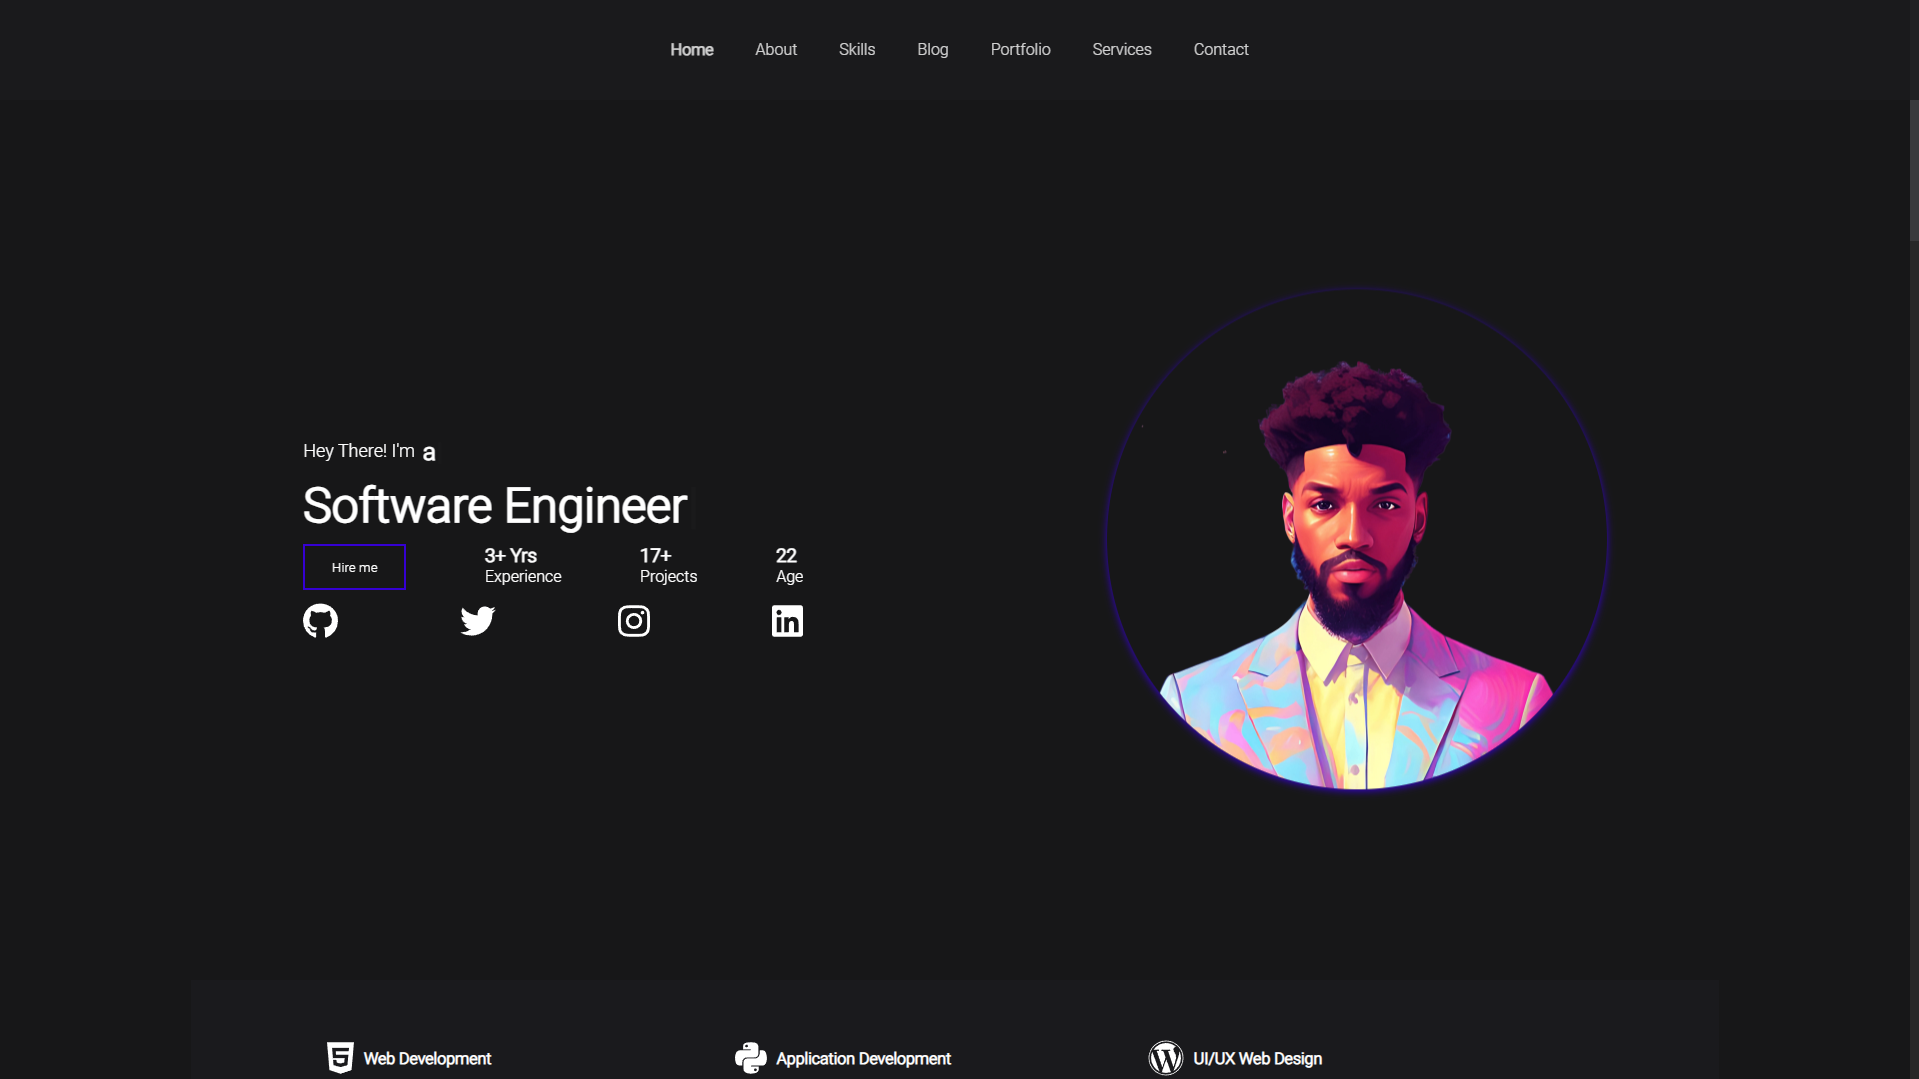 Home About Skills Blog Portfolio Services Contact
Hey There! I'm a
Software Engineer
Hire me
3+ Yrs
Experience
17+
Projects
22
Age
Web Development
Application Development
UI/UX Web Design